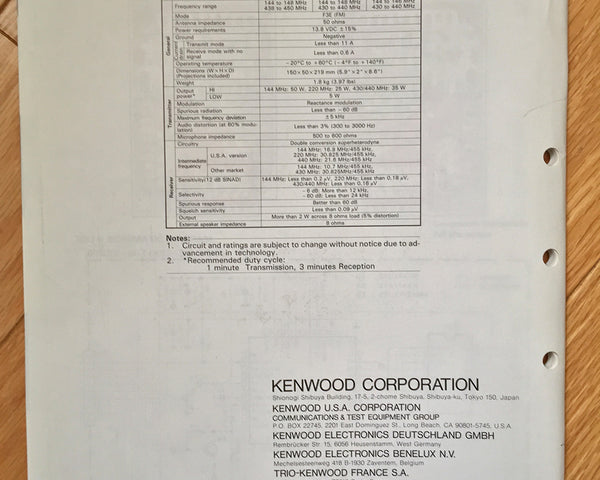 General
Frequency range
144 to 148 MHz 144 to 148 MHz 144 to 146 MHz
438 to 450 MHz 430 to 440 MHz 430 to 440 MHz
Mode F3E (FM)
Antenna impedance 50 ohms
Power requirements 13.8 VDC ±15%
Ground Negative
Current drain
Transmit mode Less than 11 A
Receive mode with no signal Less than 0.6 A
Operating temperature -20°C to +60°C (-4°F to +140°F)
Dimensions (W×H×D) 150×50×219 mm (5.9"×2"×8.6")
(Projections included)
Weight 1.8 kg (3.97 lbs)
Transmitter
Output power* HI 144 MHz: 50 W, 220 MHz: 25 W, 430/440 MHz: 35 W
LOW 5 W
Modulation Reactance modulation
Spurious radiation Less than -60 dB
Maximum frequency deviation ±5 kHz
Audio distortion (at 60% modulation) Less than 3% (300 to 3000 Hz)
Microphone impedance 500 to 600 ohms
Receiver
Circuitry Double conversion superheterodyne
Intermediate frequency
U.S.A. version 144 MHz: 16.9 MHz/455 kHz,
220 MHz: 30.825 MHz/455 kHz,
440 MHz: 21.6 MHz/455 kHz
Other market 144 MHz: 10.7 MHz/455 kHz,
430 MHz: 30.825MHz/455 kHz
Sensitivity(12 dB SINAD) 144 MHz: Less than 0.2 μV, 220 MHz: Less than 0.18 μV,
430/440 MHz: Less than 0.18 μV
Selectivity -6 dB: More than 12 kHz,
-60 dB: Less than 24 kHz
Spurious response Better than 60 dB
Squelch sensitivity Less than 0.09 μV
Output More than 2 W across 8 ohms load (5% distortion)
External speaker impedance 8 ohms
Notes:
1. Circuit and ratings are subject to change without notice due to ad-
vancement in technology.
2. *Recommended duty cycle:
1 minute Transmission, 3 minutes Reception
KENWOOD CORPORATION
Shionogi Shibuya Building, 17-5, 2-chome Shibuya, Shibuya-ku, Tokyo 150, Japan
KENWOOD U.S.A. CORPORATION
COMMUNICATIONS & TEST EQUIPMENT GROUP
P.O. BOX 22745, 2201 East Dominguez St., Long Beach, CA 90801-5745, U.S.A.
KENWOOD ELECTRONICS DEUTSCHLAND GMBH
Rembrücker Str. 15, 6056 Heusenstamm, West Germany
KENWOOD ELECTRONICS BENELUX N.V.
Mechelsesteenweg 418 B-1930 Zaventem, Belgium
TRIO-KENWOOD FRANCE S.A.